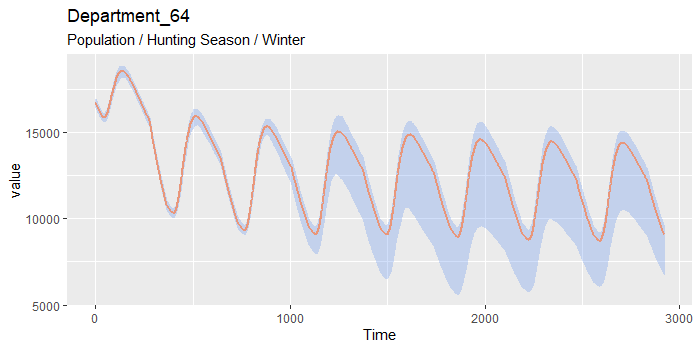 Department_64
Population / Hunting Season / Winter
value
15000
10000
5000
0
1000
2000
3000
Time